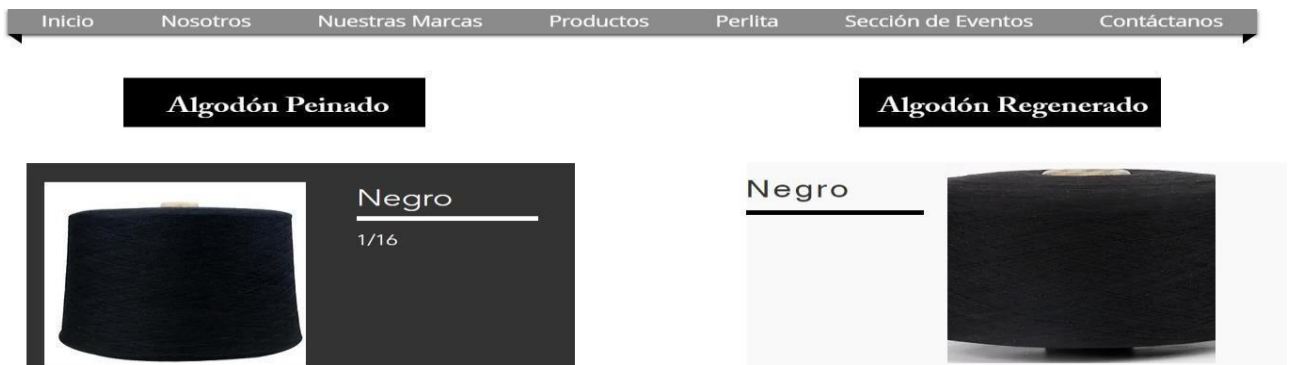 Inicio Nosotros Nuestras Marcas Productos Perlita Sección de Eventos Contáctanos
Algodón Peinado
Algodón Regenerado
Negro
1/16
Negro